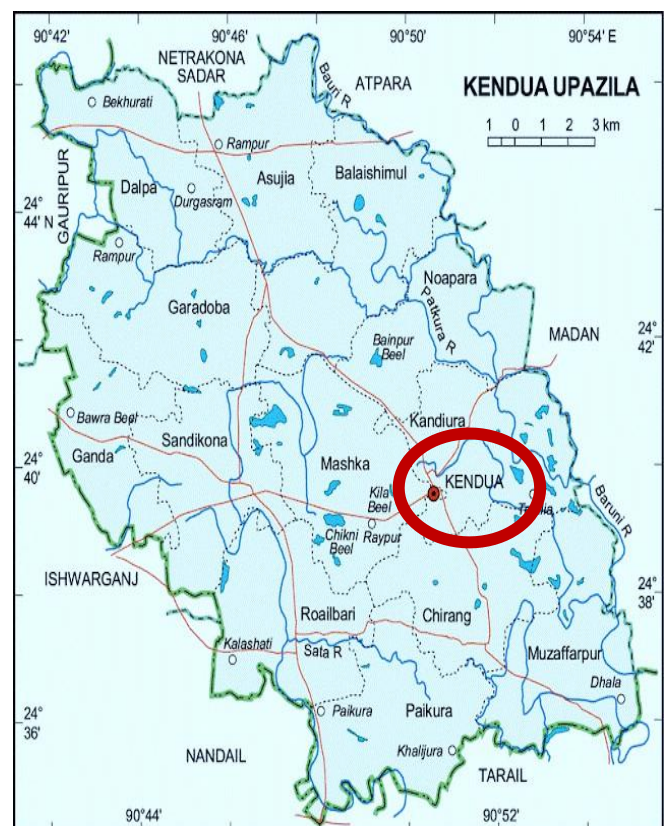 90°42'
90°46'
90°50'
90°54' E
NETRAKONA
SADAR
Bauri R
ATPARA
KENDUA UPAZILA
1 0 1 2 3 km
Bekhurati
Rampur
GAURIPUR
Dalpa
Durgasram
Asujia
Balaishimul
24°
44' N
Rampur
Garadoba
Noapara
Patkura R
MADAN
24°
42'
Bainpur
Beel
Kandiura
Bawra Beel
Sandikona
Ganda
24°
40'
Mashka
KENDUA
Kila
Beel
Baruni R
Chikni
Beel
Raypur
ISHWARGANJ
24°
38'
Roailbari
Chirang
Muzaffarpur
Kalashati
Sata R
Dhala
24°
36'
Paikura
Paikura
NANDAIL
Khalijura
TARAIL
90°44'
90°52'